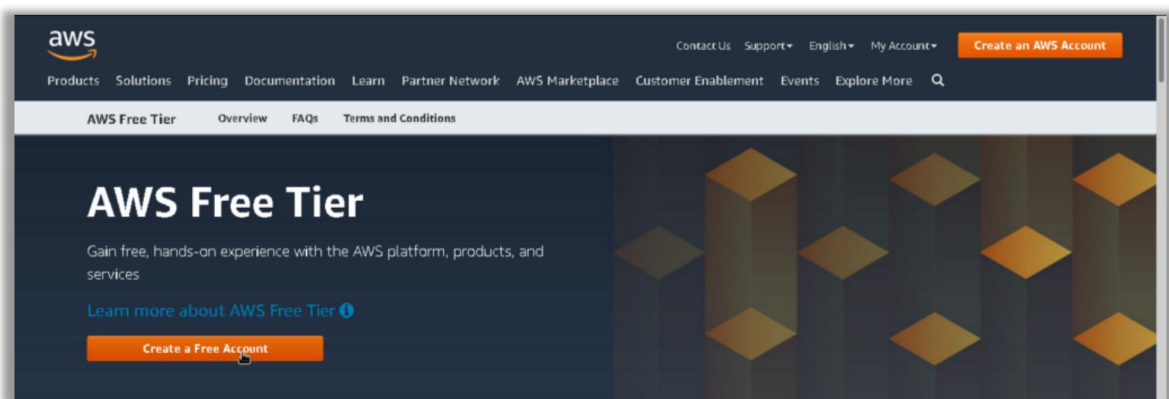 aws
Contact Us Support English My Account Create an AWS Account
Products Solutions Pricing Documentation Learn Partner Network AWS Marketplace Customer Enablement Events Explore More
AWS Free Tier Overview FAQs Terms and Conditions
AWS Free Tier
Gain free, hands-on experience with the AWS platform, products, and
services
Learn more about AWS Free Tier
Create a Free Account